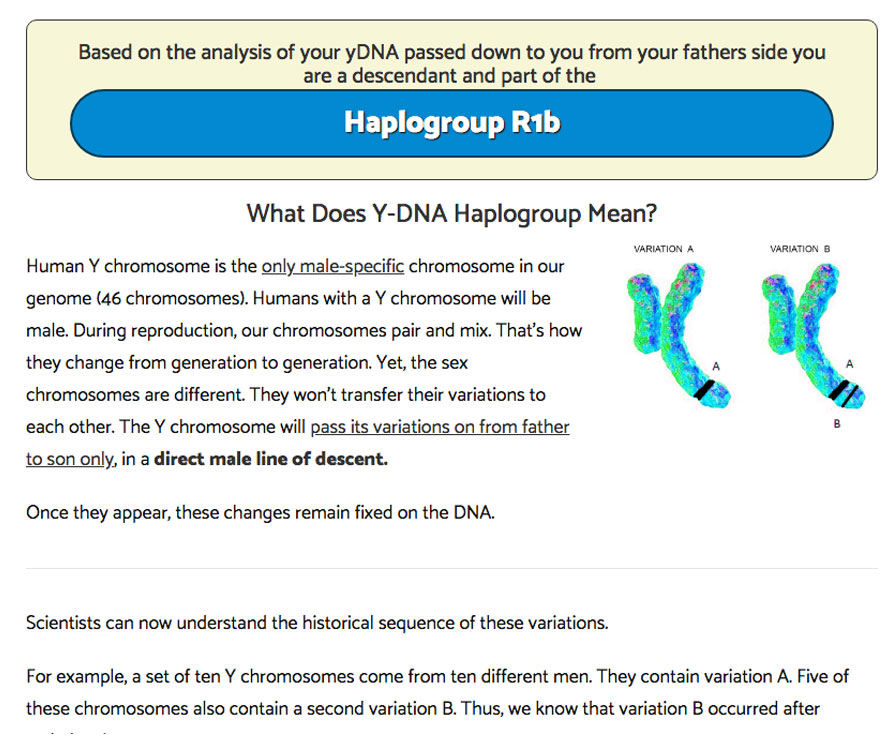 Based on the analysis of your yDNA passed down to you from your fathers side you
are a descendant and part of the
Haplogroup R1b
What Does Y-DNA Haplogroup Mean?
Human Y chromosome is the only male-specific chromosome in our
genome (46 chromosomes). Humans with a Y chromosome will be
male. During reproduction, our chromosomes pair and mix. That's how
they change from generation to generation. Yet, the sex
chromosomes are different. They won't transfer their variations to
each other. The Y chromosome will pass its variations on from father
to son only, in a direct male line of descent.
VARIATION A
VARIATION B
A
A
B
Once they appear, these changes remain fixed on the DNA.
Scientists can now understand the historical sequence of these variations.
For example, a set of ten Y chromosomes come from ten different men. They contain variation A. Five of
these chromosomes also contain a second variation B. Thus, we know that variation B occurred after